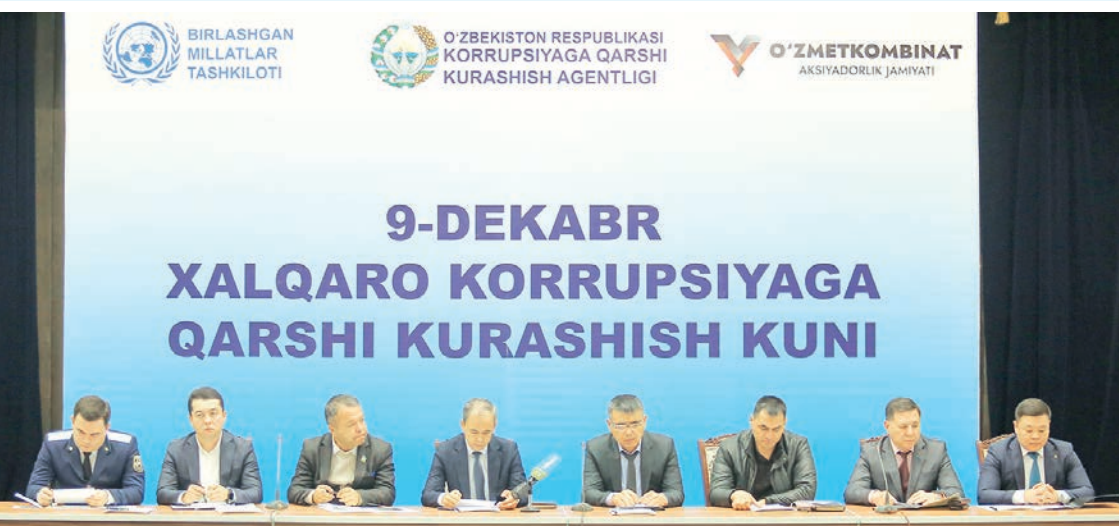 BIRLASHGAN
MILLATLAR
TASHKILOTI
O‘ZBEKISTON RESPUBLIKASI
KORRUPSIYAGA QARSHI
KURASHISH AGENTLIGI
O‘ZMETKOMBINAT
AKSIYADORLIK JAMIYATI
9-DEKABR
XALQARO KORRUPSIYAGA
QARSHI KURASHISH KUNI